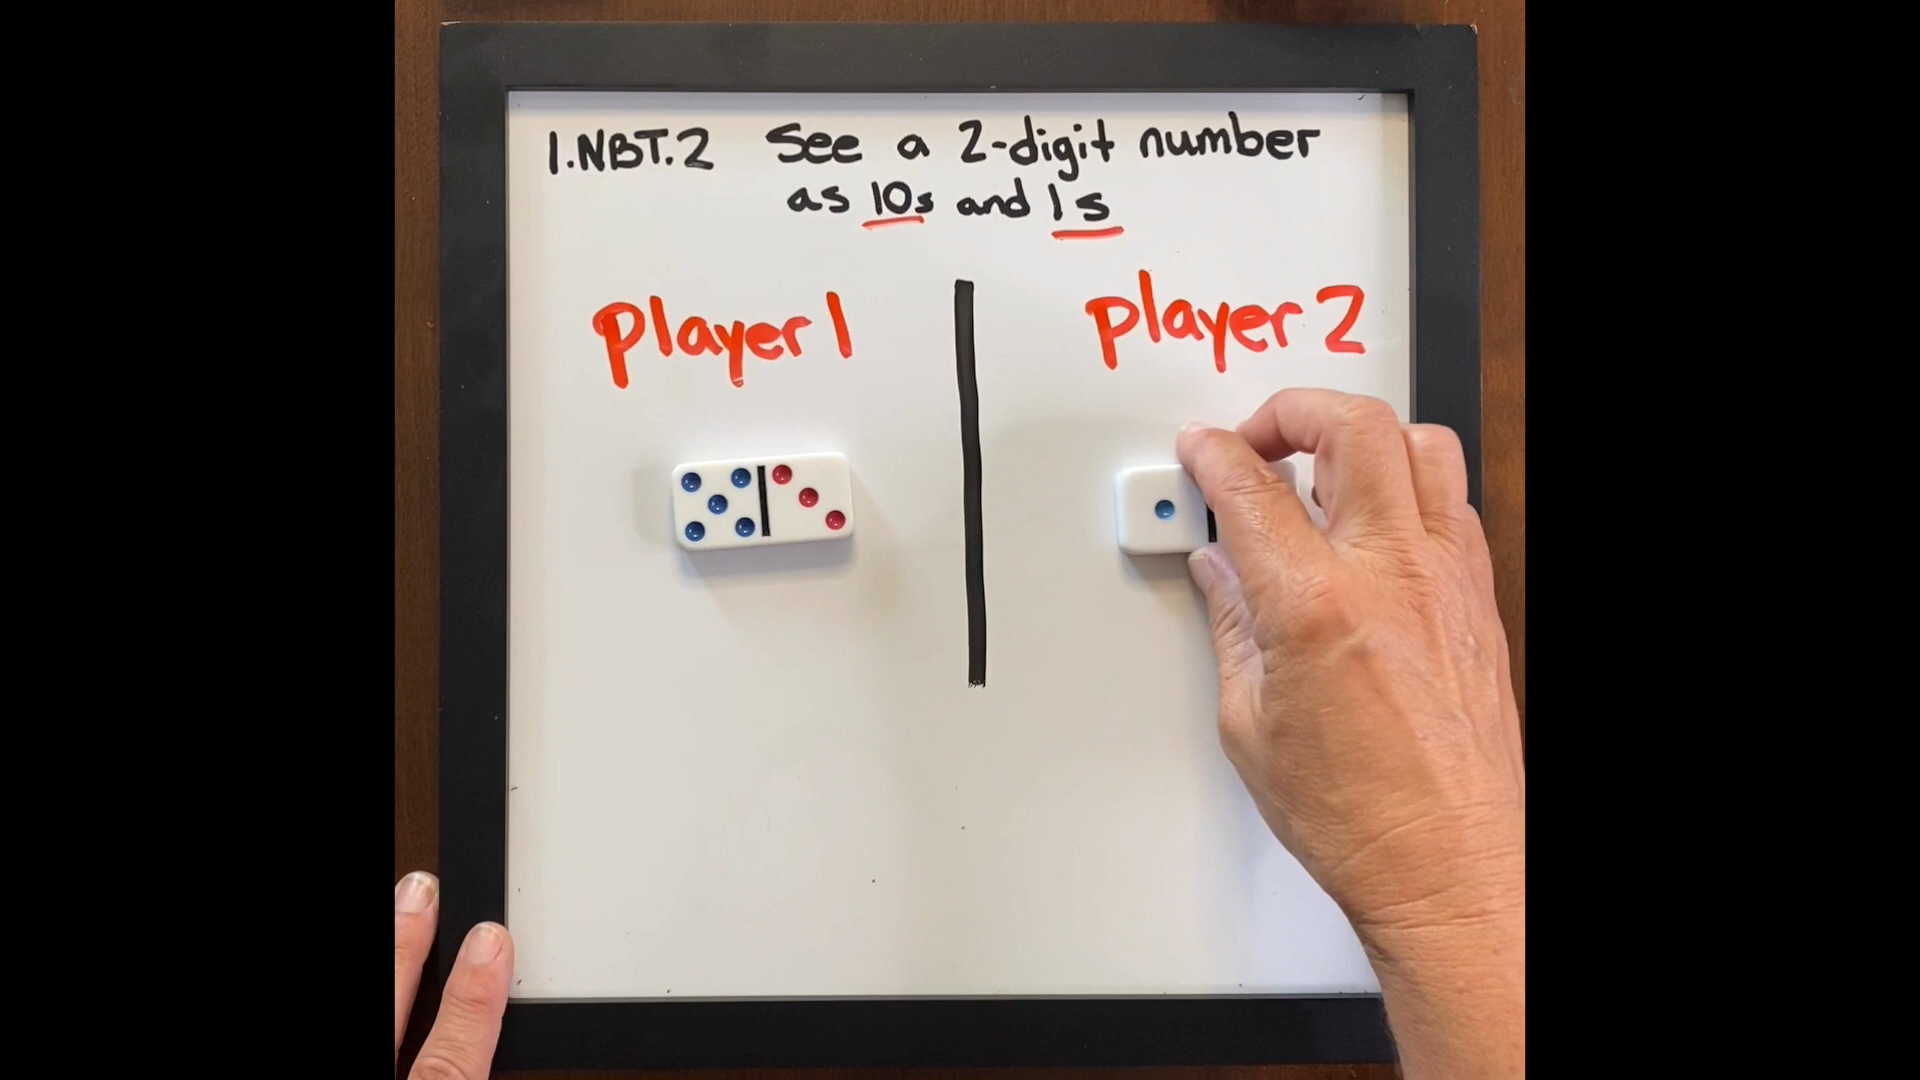 1.NBT.2 See a 2-digit number
as 10s and 1s
player 1
player 2